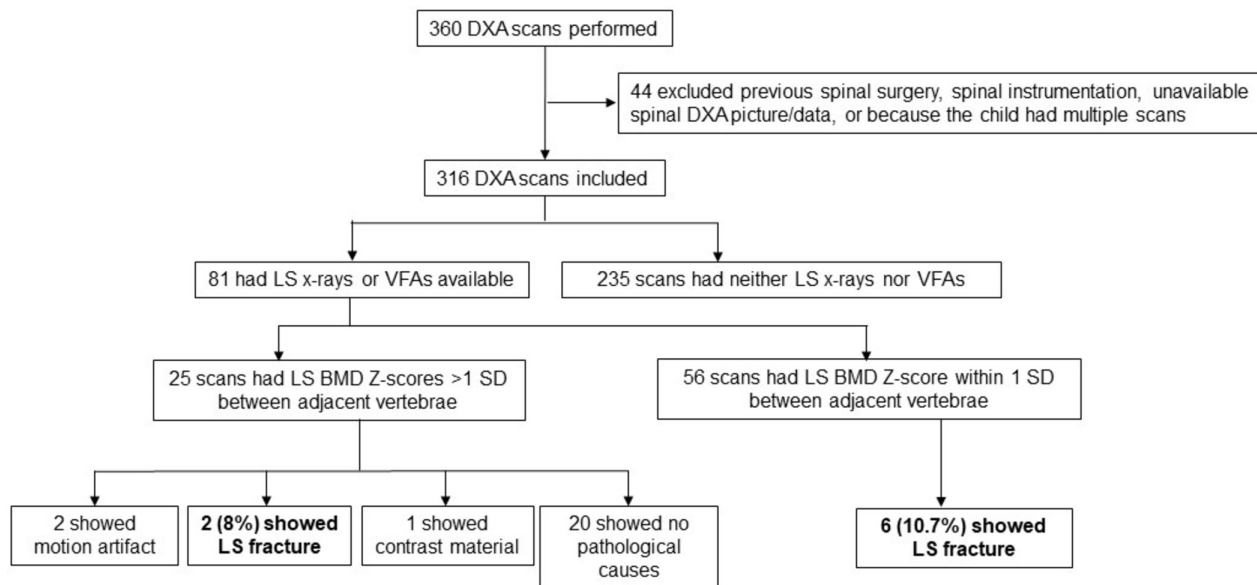 360 DXA scans performed
44 excluded previous spinal surgery, spinal instrumentation, unavailable
spinal DXA picture/data, or because the child had multiple scans
316 DXA scans included
81 had LS x-rays or VFAs available
235 scans had neither LS x-rays nor VFAs
25 scans had LS BMD Z-scores >1 SD
between adjacent vertebrae
56 scans had LS BMD Z-score within 1 SD
between adjacent vertebrae
2 showed
motion artifact
2 (8%) showed
LS fracture
1 showed
contrast material
20 showed no
pathological
causes
6 (10.7%) showed
LS fracture